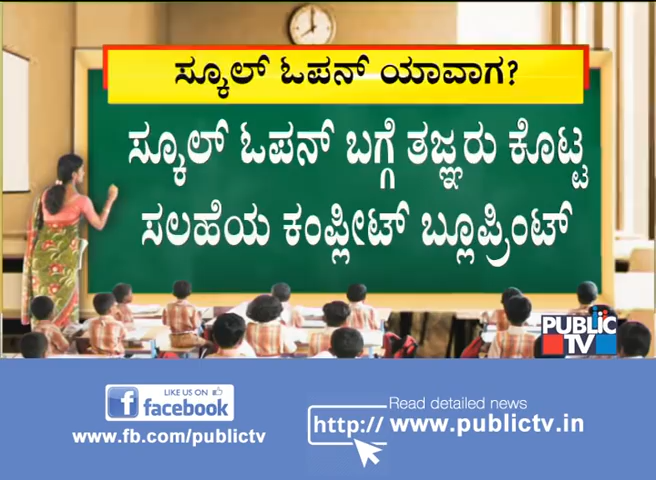 ಸ್ಕೂಲ್ ಓಪನ್ ಯಾವಾಗ?
ಸ್ಕೂಲ್ ಓಪನ್ ಬಗ್ಗೆ ತಜ್ಞರು ಕೊಟ್ಟ
ಸಲಹೆಯ ಕಂಪ್ಲೀಟ್ ಬ್ಲೂಪ್ರಿಂಟ್
PUBLIC
TV
LIKE US ON
facebook
www.fb.com/publictv
Read detailed news
http:// www.publictv.in